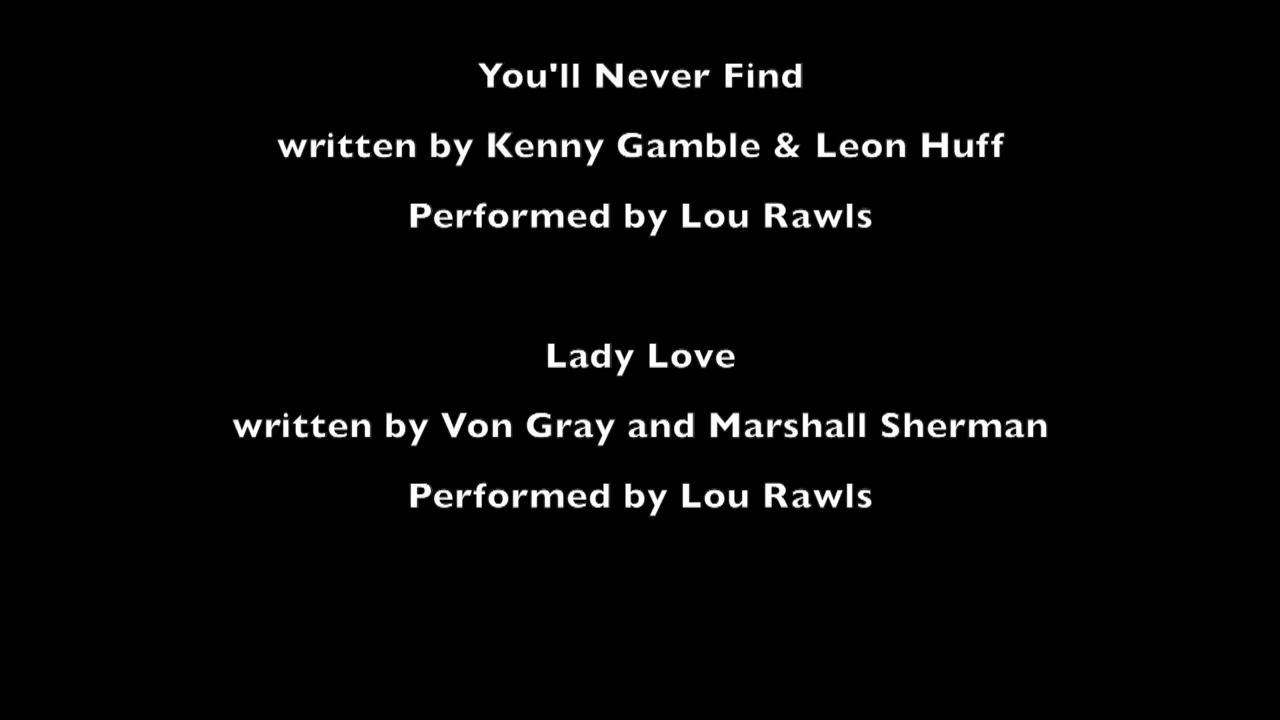 You'll Never Find
written by Kenny Gamble & Leon Huff
Performed by Lou Rawls
Lady Love
written by Von Gray and Marshall Sherman
Performed by Lou Rawls